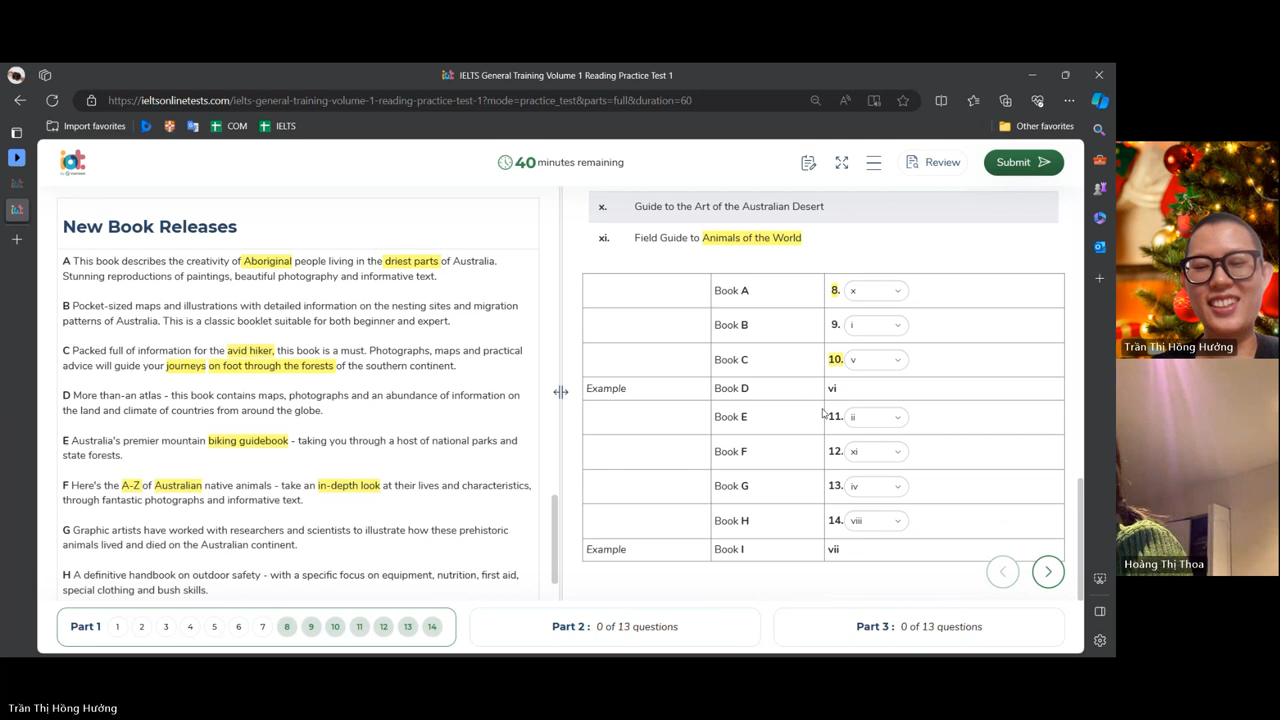 IELTS General Training Volume 1 Reading Practice Test 1
https://ieltsonlinetests.com/ielts-general-training-volume-1-reading-practice-test-1?mode=practice_test&parts=full&duration=60
Import favorites
COM
IELTS
Other favorites
iot
40 minutes remaining
Review
Submit
New Book Releases
A This book describes the creativity of Aboriginal people living in the driest parts of Australia.
Stunning reproductions of paintings, beautiful photography and informative text.
B Pocket-sized maps and illustrations with detailed information on the nesting sites and migration
patterns of Australia. This is a classic booklet suitable for both beginner and expert.
C Packed full of information for the avid hiker, this book is a must. Photographs, maps and practical
advice will guide your journeys on foot through the forests of the southern continent.
D More than-an atlas - this book contains maps, photographs and an abundance of information on
the land and climate of countries from around the globe.
E Australia's premier mountain biking guidebook - taking you through a host of national parks and
state forests.
F Here's the A-Z of Australian native animals - take an in-depth look at their lives and characteristics,
through fantastic photographs and informative text.
G Graphic artists have worked with researchers and scientists to illustrate how these prehistoric
animals lived and died on the Australian continent.
H A definitive handbook on outdoor safety - with a specific focus on equipment, nutrition, first aid,
special clothing and bush skills.
x. Guide to the Art of the Australian Desert
xi. Field Guide to Animals of the World
Book A 8. x
Book B 9. i
Book C 10. v
Example Book D vi
Book E 11. ii
Book F 12. xi
Book G 13. iv
Book H 14. viii
Example Book I vii
Part 1 1 2 3 4 5 6 7 8 9 10 11 12 13 14
Part 2 : 0 of 13 questions
Part 3 : 0 of 13 questions
Trần Thị Hồng Hưởng
Hoàng Thị Thoa
Trần Thị Hồng Hưởng